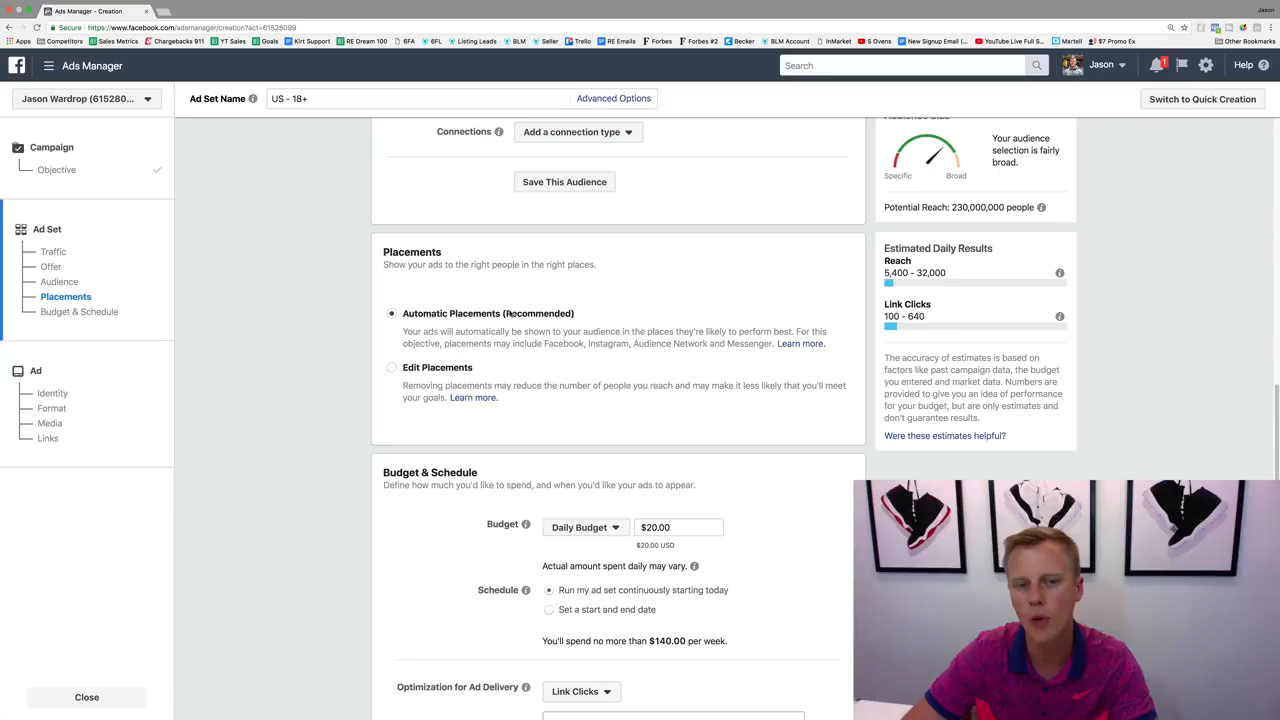 Ads Manager - Creation
Jason
Secure https://www.facebook.com/adsmanager/creation?act=61528099
Apps Competitors Sales Metrics Chargebacks 911 YT Sales Goals Kirt Support RE Dream 100 6FA 6FL Listing Leads BLM Seller Trello RE Emails Forbes Forbes #2 Becker BLM Account InMarket S Ovens New Signup Email (... YouTube Live Full S... Martell $7 Promo Ex Other Bookmarks
Ads Manager
Search
Jason
1
Help
Jason Wardrop (615280...
Ad Set Name
US - 18+
Advanced Options
Switch to Quick Creation
Campaign
Objective
Ad Set
Traffic
Offer
Audience
Placements
Budget & Schedule
Ad
Identity
Format
Media
Links
Close
Connections
Add a connection type
Save This Audience
Placements
Show your ads to the right people in the right places.
Automatic Placements (Recommended)
Your ads will automatically be shown to your audience in the places they're likely to perform best. For this
objective, placements may include Facebook, Instagram, Audience Network and Messenger. Learn more.
Edit Placements
Removing placements may reduce the number of people you reach and may make it less likely that you'll meet
your goals. Learn more.
Budget & Schedule
Define how much you'd like to spend, and when you'd like your ads to appear.
Budget
Daily Budget
$20.00
$20.00 USD
Actual amount spent daily may vary.
Schedule
Run my ad set continuously starting today
Set a start and end date
You'll spend no more than $140.00 per week.
Optimization for Ad Delivery
Link Clicks
Audience Size
Your audience
selection is fairly
broad.
Specific
Broad
Potential Reach: 230,000,000 people
Estimated Daily Results
Reach
5,400 - 32,000
Link Clicks
100 - 640
The accuracy of estimates is based on
factors like past campaign data, the budget
you entered and market data. Numbers are
provided to give you an idea of performance
for your budget, but are only estimates and
don't guarantee results.
Were these estimates helpful?